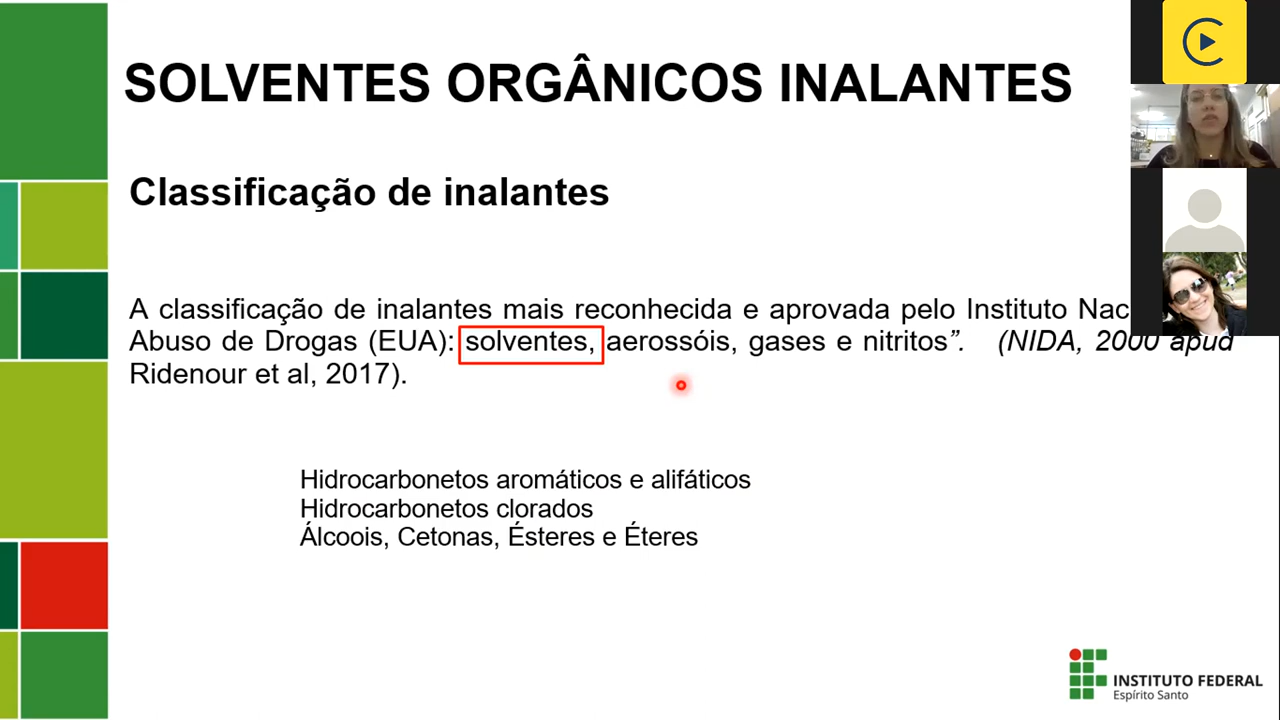 SOLVENTES ORGÂNICOS INALANTES
Classificação de inalantes
A classificação de inalantes mais reconhecida e aprovada pelo Instituto
Abuso de Drogas (EUA): solventes, aerossóis, gases e nitritos”. (NIDA, 2000 apud
Ridenour et al, 2017).
Hidrocarbonetos aromáticos e alifáticos
Hidrocarbonetos clorados
Álcoois, Cetonas, Ésteres e Éteres
INSTITUTO FEDERAL
Espírito Santo